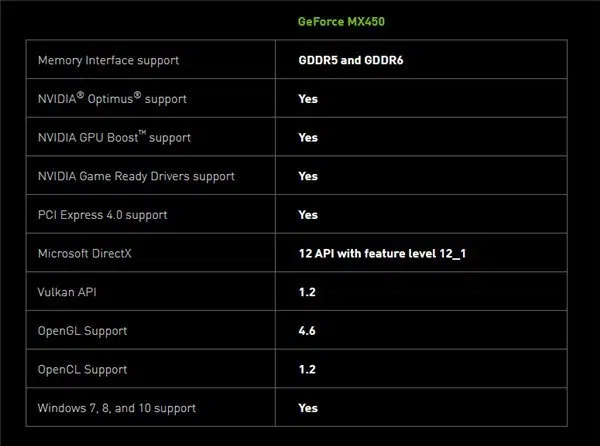 GeForce MX450
Memory Interface support GDDR5 and GDDR6
NVIDIA® Optimus® support Yes
NVIDIA GPU Boost™ support Yes
NVIDIA Game Ready Drivers support Yes
PCI Express 4.0 support Yes
Microsoft DirectX 12 API with feature level 12_1
Vulkan API 1.2
OpenGL Support 4.6
OpenCL Support 1.2
Windows 7, 8, and 10 support Yes